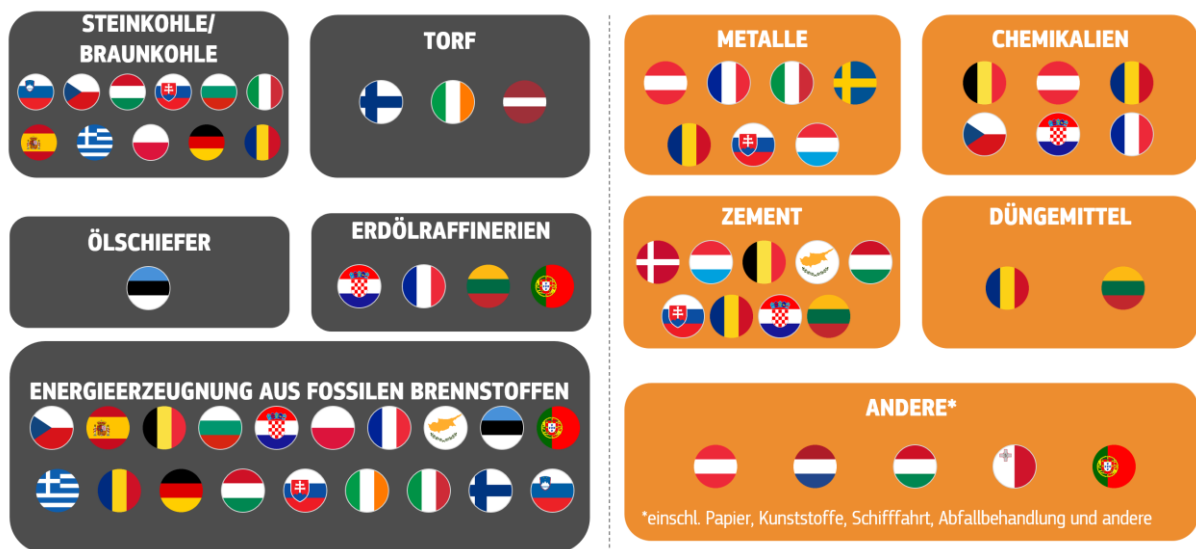 STEINKOHLE/
BRAUNKOHLE
TORF
ÖLSCHIEFER
ERDÖLRAFFINERIEN
ENERGIEERZEUGNUNG AUS FOSSILEN BRENNSTOFFEN
METALLE
CHEMIKALIEN
ZEMENT
DÜNGEMITTEL
ANDERE*
*einschl. Papier, Kunststoffe, Schifffahrt, Abfallbehandlung und andere